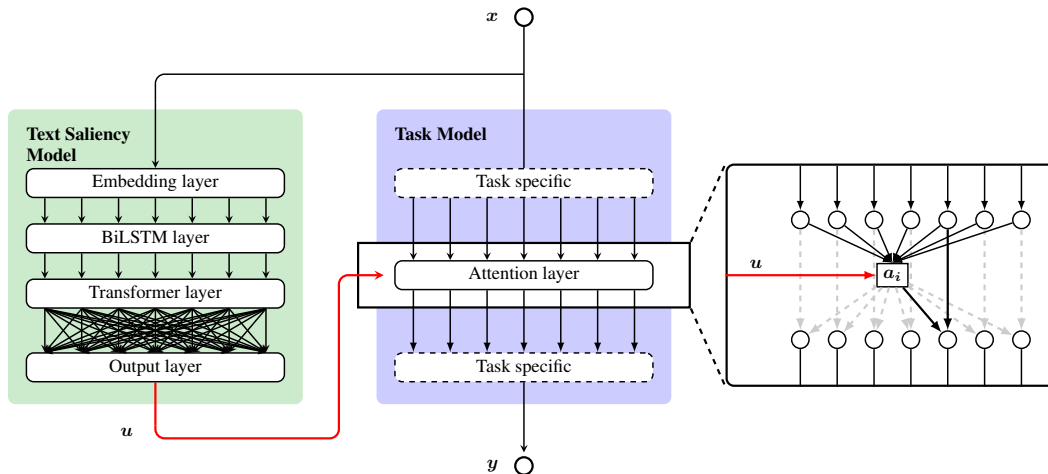 x
Text Saliency
Model
Task Model
Embedding layer
Task specific
BiLSTM layer
Attention layer
u
a_i
Transformer layer
Output layer
Task specific
u
y